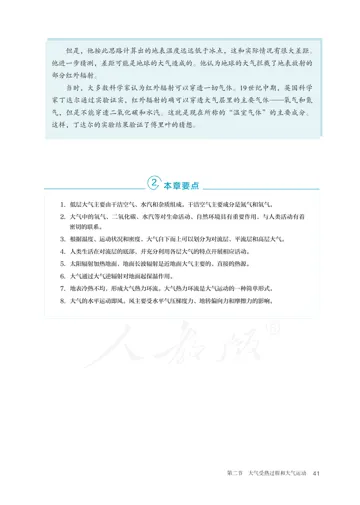 但是，他按此思路计算出的地表温度远远低于冰点，这和实际情况有很大差距。
他进一步猜测，差距可能是地球的大气造成的。他认为地球的大气拦截了地表放射的
部分红外辐射。
当时，大多数科学家认为红外辐射可以穿透一切气体。19世纪中期，英国科学
家丁达尔通过实验证实，红外辐射的确可以穿透大气层里的主要气体——氧气和氮
气，但是不能穿透二氧化碳和水汽。这就是现在所称的“温室气体”的主要成分。
这样，丁达尔的实验结果验证了傅里叶的猜想。
2 本章要点
1. 低层大气主要由干洁空气、水汽和杂质组成。干洁空气主要成分是氮气和氧气。
2. 大气中的氧气、二氧化碳、水汽等对生命活动、自然环境具有重要作用，与人类活动有着
密切的联系。
3. 根据温度、运动状况和密度，大气自下而上可以划分为对流层、平流层和高层大气。
4. 人类生活在对流层的底部，并充分利用各层大气的特点开展相应活动。
5. 太阳辐射加热地面，地面长波辐射是近地面大气主要的、直接的热源。
6. 大气通过大气逆辐射对地面起保温作用。
7. 地表冷热不均，形成大气热力环流。大气热力环流是大气运动的一种简单形式。
8. 大气的水平运动即风。风主要受水平气压梯度力、地转偏向力和摩擦力的影响。
人教版
第二节 大气受热过程和大气运动 41